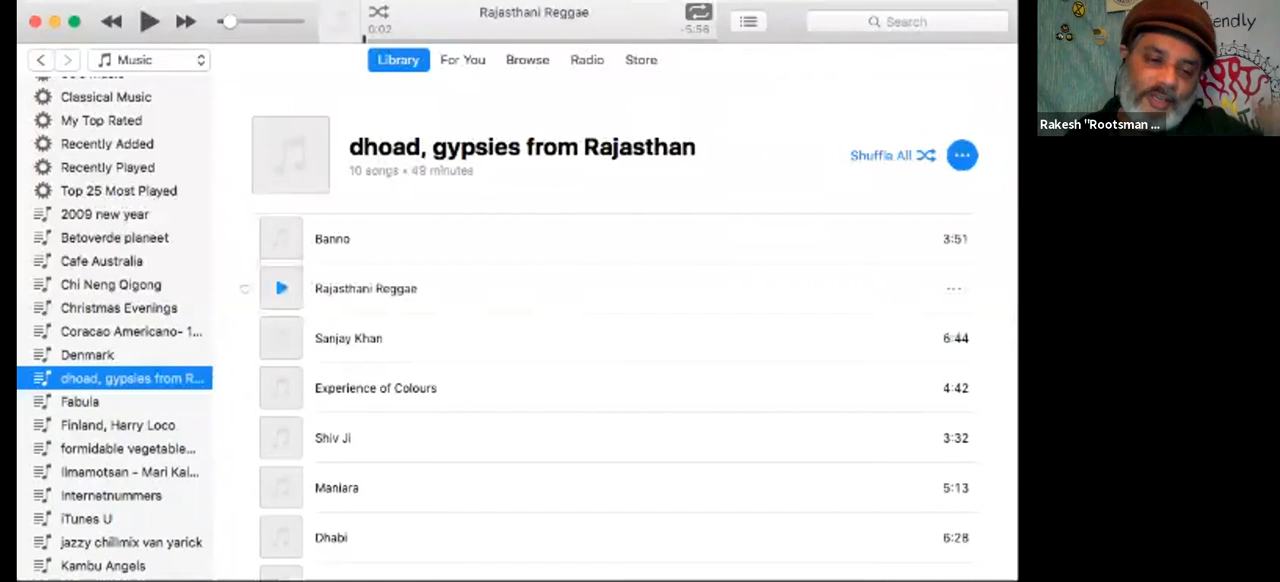 Rajasthani Reggae
0:02
-5:58
Search
Music
Library
For You
Browse
Radio
Store
Classical Music
My Top Rated
Recently Added
Recently Played
Top 25 Most Played
2009 new year
Betoverde planeet
Cafe Australia
Chi Neng Qigong
Christmas Evenings
Coracao Americano- 1...
Denmark
dhoad, gypsies from R...
Fabula
Finland, Harry Loco
formidable vegetable...
Ilmamotsan - Mari Kal...
Internetnummers
iTunes U
jazzy chillmix van yarick
Kambu Angels
dhoad, gypsies from Rajasthan
10 songs • 49 minutes
Shuffle All
Banno
3:51
Rajasthani Reggae
Sanjay Khan
6:44
Experience of Colours
4:42
Shiv Ji
3:32
Maniara
5:13
Dhabi
6:28
endly
Rakesh "Rootsman ...